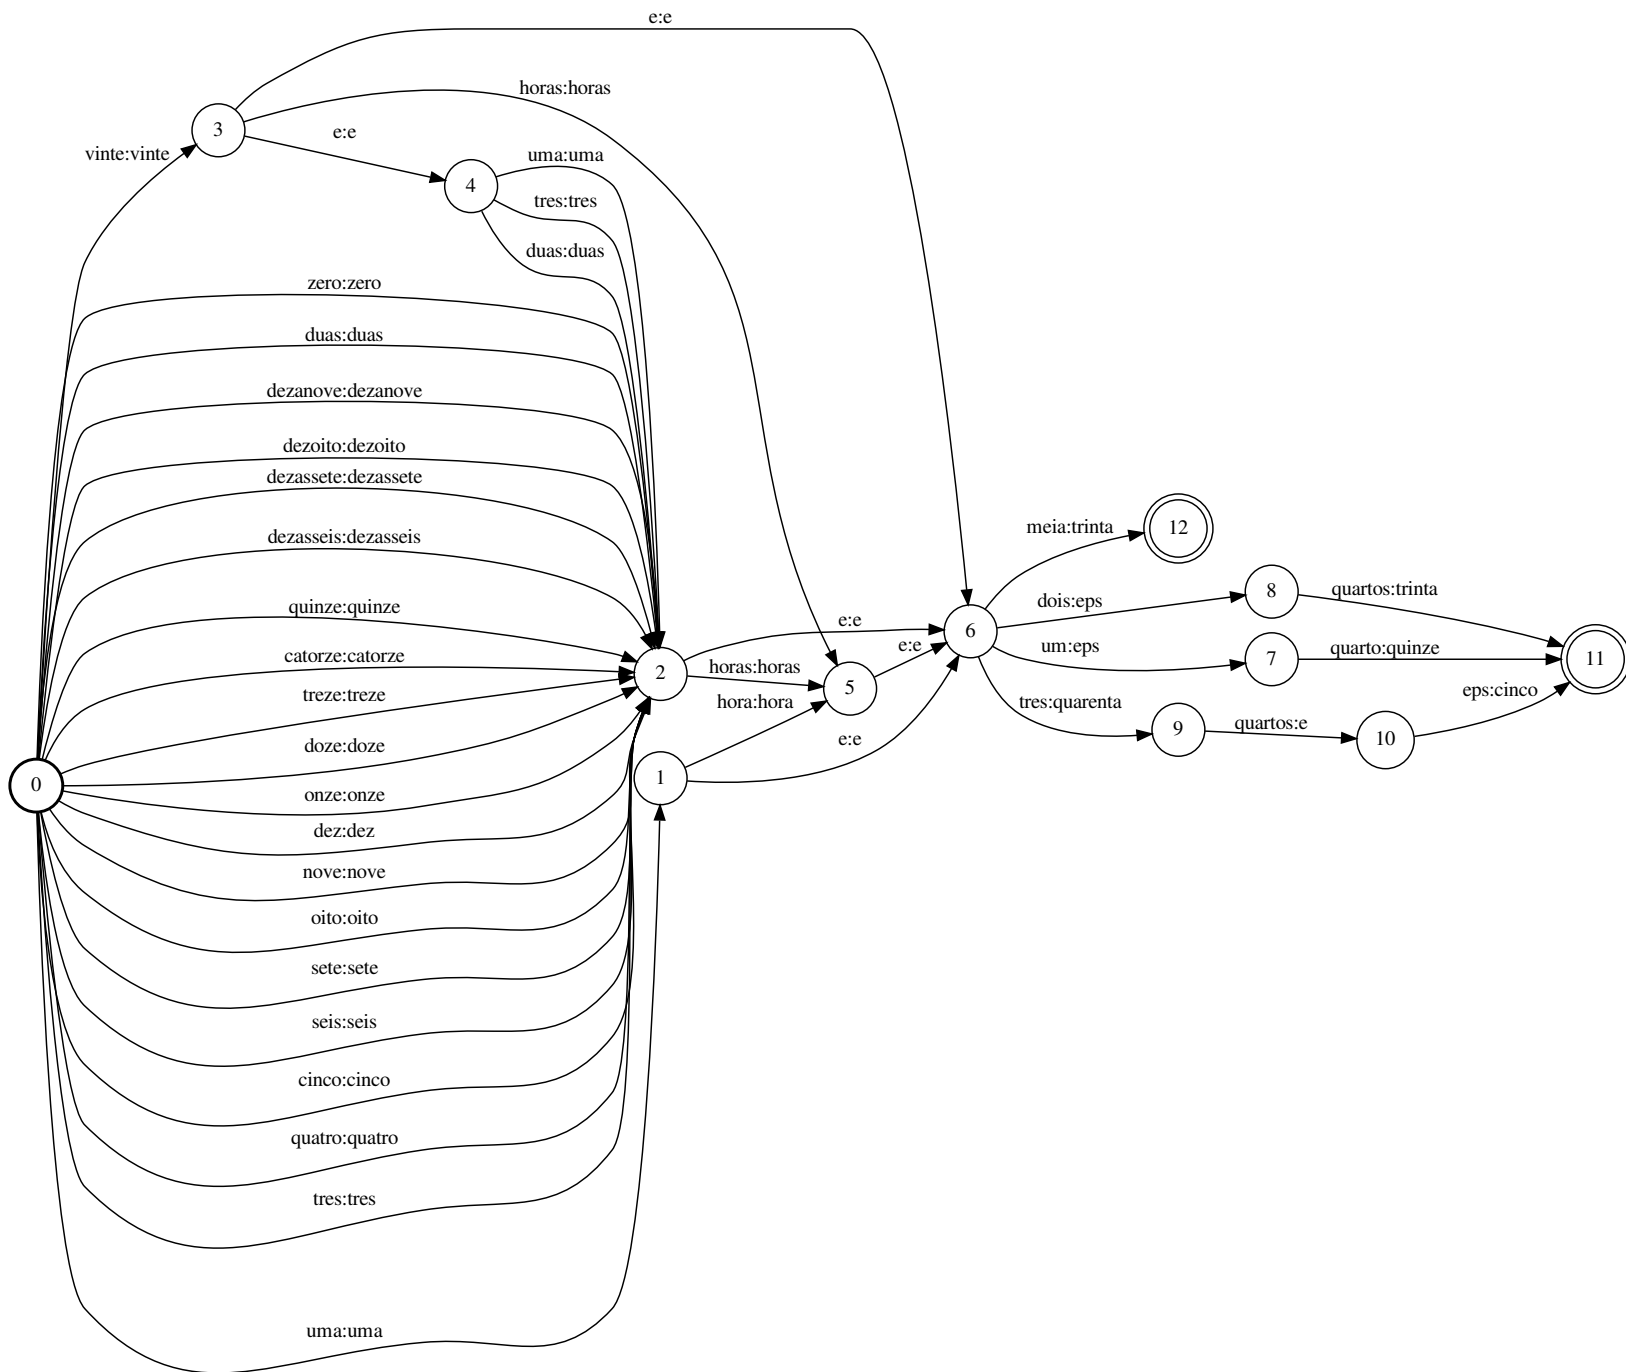 e:e
horas:horas
3
e:e
vinte:vinte
uma:uma
4
tres:tres
duas:duas
zero:zero
duas:duas
dezanove:dezanove
dezoito:dezoito
dezassete:dezassete
dezasseis:dezasseis
quinze:quinze
catorze:catorze
treze:treze
doze:doze
onze:onze
dez:dez
nove:nove
oito:oito
sete:sete
seis:seis
cinco:cinco
quatro:quatro
tres:tres
uma:uma
0
2
1
e:e
horas:horas
hora:hora
e:e
5
e:e
6
meia:trinta
12
dois:eps
8
quartos:trinta
um:eps
7
quarto:quinze
11
tres:quarenta
9
quartos:e
10
eps:cinco